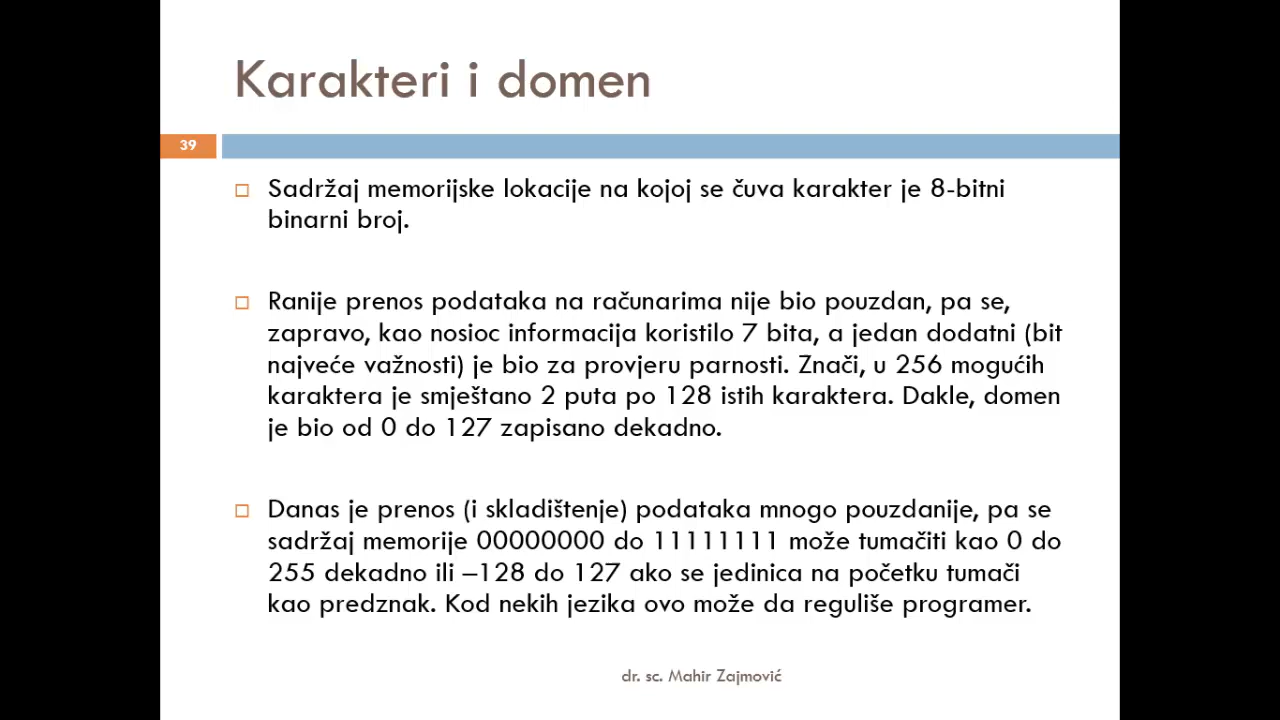 Karakteri i domen
39
Sadržaj memorijske lokacije na kojoj se čuva karakter je 8-bitni
binarni broj.
Ranije prenos podataka na računarima nije bio pouzdan, pa se,
zapravo, kao nosioc informacija koristilo 7 bita, a jedan dodatni (bit
najveće važnosti) je bio za provjeru parnosti. Znači, u 256 mogućih
karaktera je smještano 2 puta po 128 istih karaktera. Dakle, domen
je bio od 0 do 127 zapisano dekadno.
Danas je prenos (i skladištenje) podataka mnogo pouzdanije, pa se
sadržaj memorije 00000000 do 11111111 može tumačiti kao 0 do
255 dekadno ili –128 do 127 ako se jedinica na početku tumači
kao predznak. Kod nekih jezika ovo može da reguliše programer.
dr. sc. Mahir Zajmović